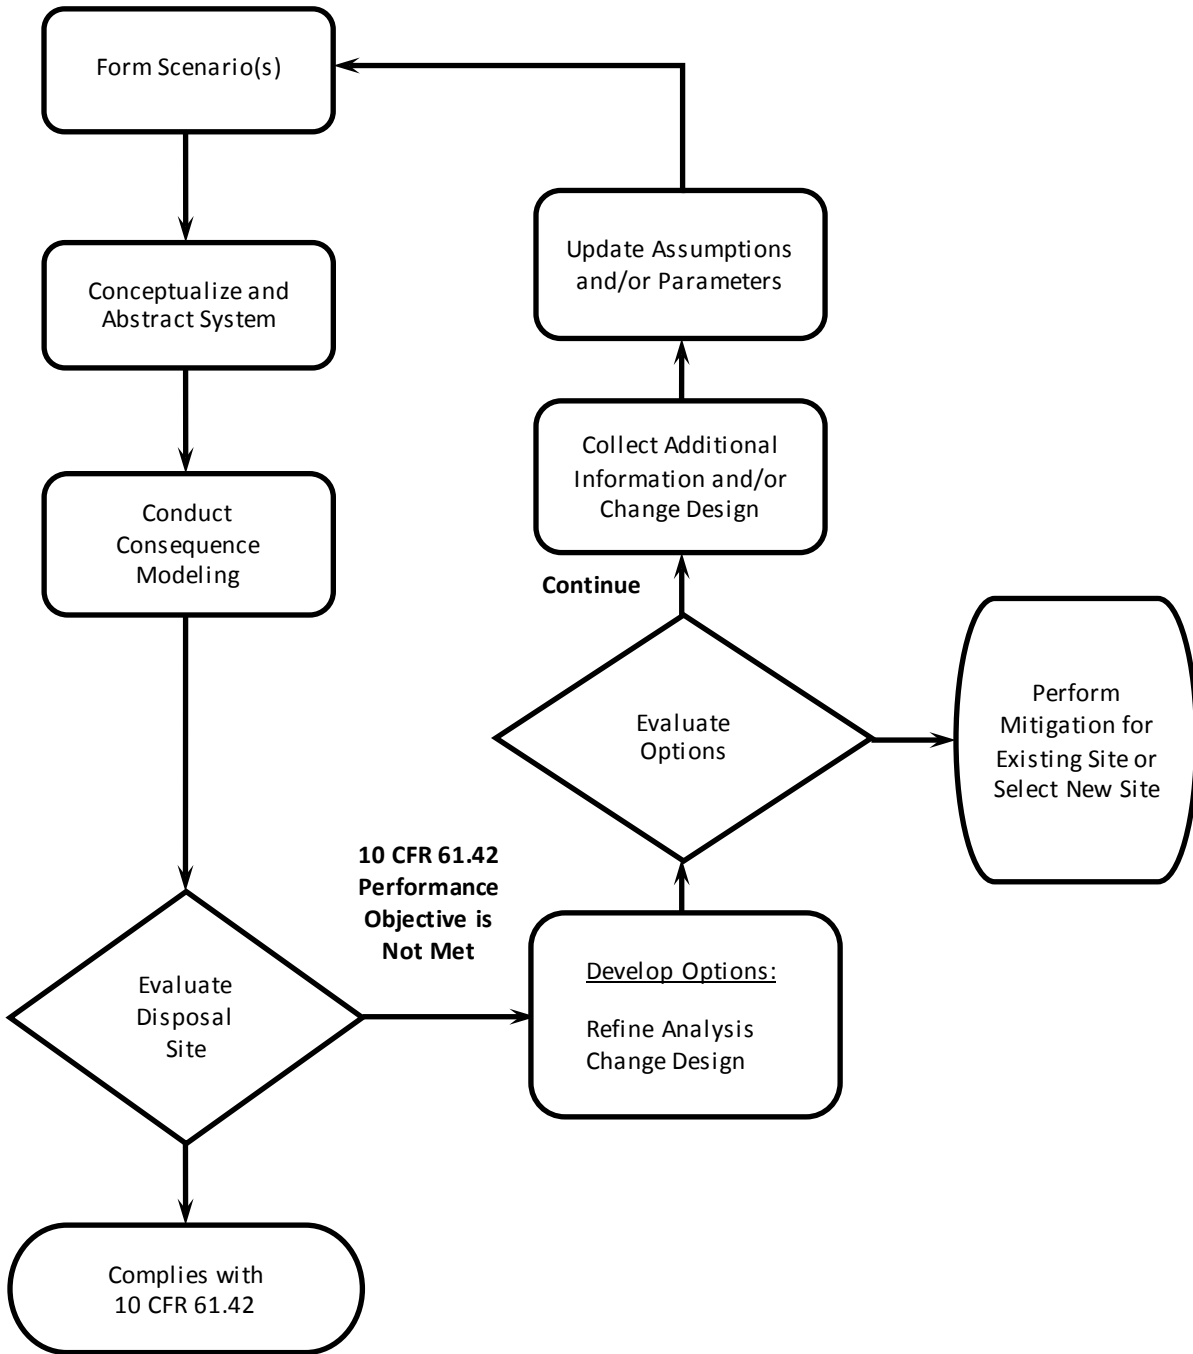 Form Scenario(s)
Conceptualize and
Abstract System
Conduct
Consequence
Modeling
Evaluate
Disposal
Site
Complies with
10 CFR 61.42
10 CFR 61.42
Performance
Objective is
Not Met
Develop Options:
Refine Analysis
Change Design
Evaluate
Options
Continue
Collect Additional
Information and/or
Change Design
Update Assumptions
and/or Parameters
Perform
Mitigation for
Existing Site or
Select New Site